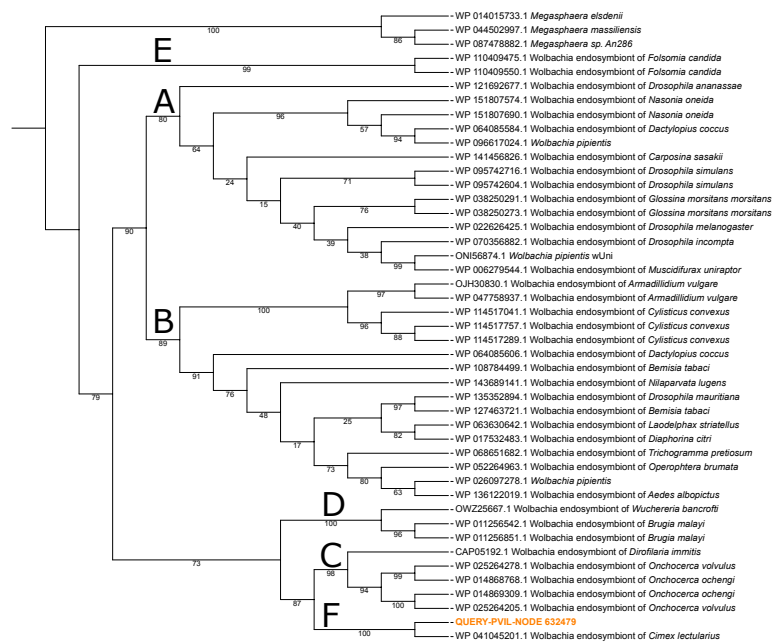 WP 014015733.1 Megasphaera elsdenii
100
WP 044502997.1 Megasphaera massiliensis
86
WP 087478882.1 Megasphaera sp. An286
E
WP 110409475.1 Wolbachia endosymbiont of Folsomia candida
99
WP 110409550.1 Wolbachia endosymbiont of Folsomia candida
A
WP 121692677.1 Wolbachia endosymbiont of Drosophila ananassae
80
WP 151807574.1 Wolbachia endosymbiont of Nasonia oneida
96
WP 151807690.1 Wolbachia endosymbiont of Nasonia oneida
57
WP 064085584.1 Wolbachia endosymbiont of Dactylopius coccus
94
WP 096617024.1 Wolbachia pipientis
64
WP 141456826.1 Wolbachia endosymbiont of Carposina sasakii
24
WP 095742716.1 Wolbachia endosymbiont of Drosophila simulans
71
WP 095742604.1 Wolbachia endosymbiont of Drosophila simulans
15
WP 038250291.1 Wolbachia endosymbiont of Glossina morsitans morsitans
76
WP 038250273.1 Wolbachia endosymbiont of Glossina morsitans morsitans
40
WP 022626425.1 Wolbachia endosymbiont of Drosophila melanogaster
90
39
WP 070356882.1 Wolbachia endosymbiont of Drosophila incompta
38
ONI56874.1 Wolbachia pipientis wUni
99
WP 006279544.1 Wolbachia endosymbiont of Muscidifurax uniraptor
OJH30830.1 Wolbachia endosymbiont of Armadillidium vulgare
97
WP 047758937.1 Wolbachia endosymbiont of Armadillidium vulgare
B
100
WP 114517041.1 Wolbachia endosymbiont of Cylisticus convexus
96
WP 114517757.1 Wolbachia endosymbiont of Cylisticus convexus
88
WP 114517289.1 Wolbachia endosymbiont of Cylisticus convexus
89
WP 064085606.1 Wolbachia endosymbiont of Dactylopius coccus
91
WP 108784499.1 Wolbachia endosymbiont of Bemisia tabaci
76
WP 143689141.1 Wolbachia endosymbiont of Nilaparvata lugens
79
WP 135352894.1 Wolbachia endosymbiont of Drosophila mauritiana
97
WP 127463721.1 Wolbachia endosymbiont of Bemisia tabaci
48
25
WP 063630642.1 Wolbachia endosymbiont of Laodelphax striatellus
82
WP 017532483.1 Wolbachia endosymbiont of Diaphorina citri
17
WP 068651682.1 Wolbachia endosymbiont of Trichogramma pretiosum
73
WP 052264963.1 Wolbachia endosymbiont of Operophtera brumata
80
WP 026097278.1 Wolbachia pipientis
63
WP 136122019.1 Wolbachia endosymbiont of Aedes albopictus
D
OWZ25667.1 Wolbachia endosymbiont of Wuchereria bancrofti
100
WP 011256542.1 Wolbachia endosymbiont of Brugia malayi
96
WP 011256851.1 Wolbachia endosymbiont of Brugia malayi
C
CAP05192.1 Wolbachia endosymbiont of Dirofilaria immitis
73
98
WP 025264278.1 Wolbachia endosymbiont of Onchocerca volvulus
99
WP 014868768.1 Wolbachia endosymbiont of Onchocerca ochengi
94
WP 014869309.1 Wolbachia endosymbiont of Onchocerca ochengi
100
WP 025264205.1 Wolbachia endosymbiont of Onchocerca volvulus
87
F
QUERY-PVIL-NODE 632479
100
WP 041045201.1 Wolbachia endosymbiont of Cimex lectularius